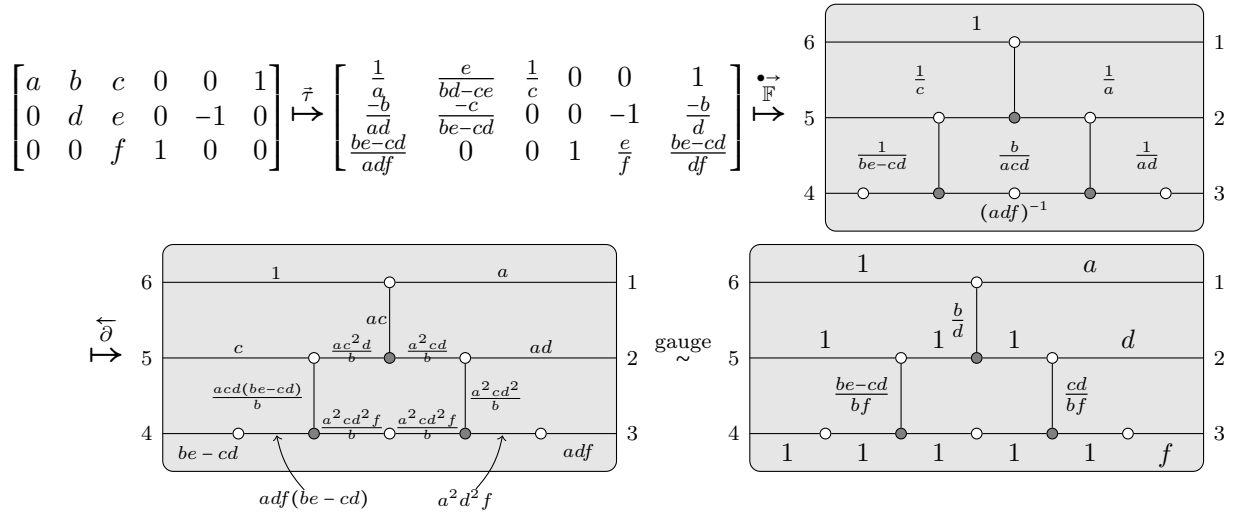 6 1 1
[a b c 0 0 1] \vec{τ} [1/a e/(bd−ce) 1/c 0 0 1] \overset{•→}{𝔽} 1/c 1/a
[0 d e 0 −1 0] ↦ [−b/ad −c/(be−cd) 0 0 −1 −b/d] ↦ 5 2
[0 0 f 1 0 0] [(be−cd)/adf 0 0 1 e/f (be−cd)/df] 1/(be−cd) b/acd 1/ad
4 3
(adf)^{−1}
6 1 a 1
ac
\overleftarrow{∂} ↦ 5 c ac²d/b a²cd/b ad 2
acd(be−cd)/b a²cd²/b
a²cd²f/b a²cd²f/b
4 3
be − cd adf
adf(be − cd) a²d²f
gauge
∼
6 1 a 1
b/d
5 1 1 1 d 2
(be−cd)/bf cd/bf
4 3
1 1 1 1 1 f